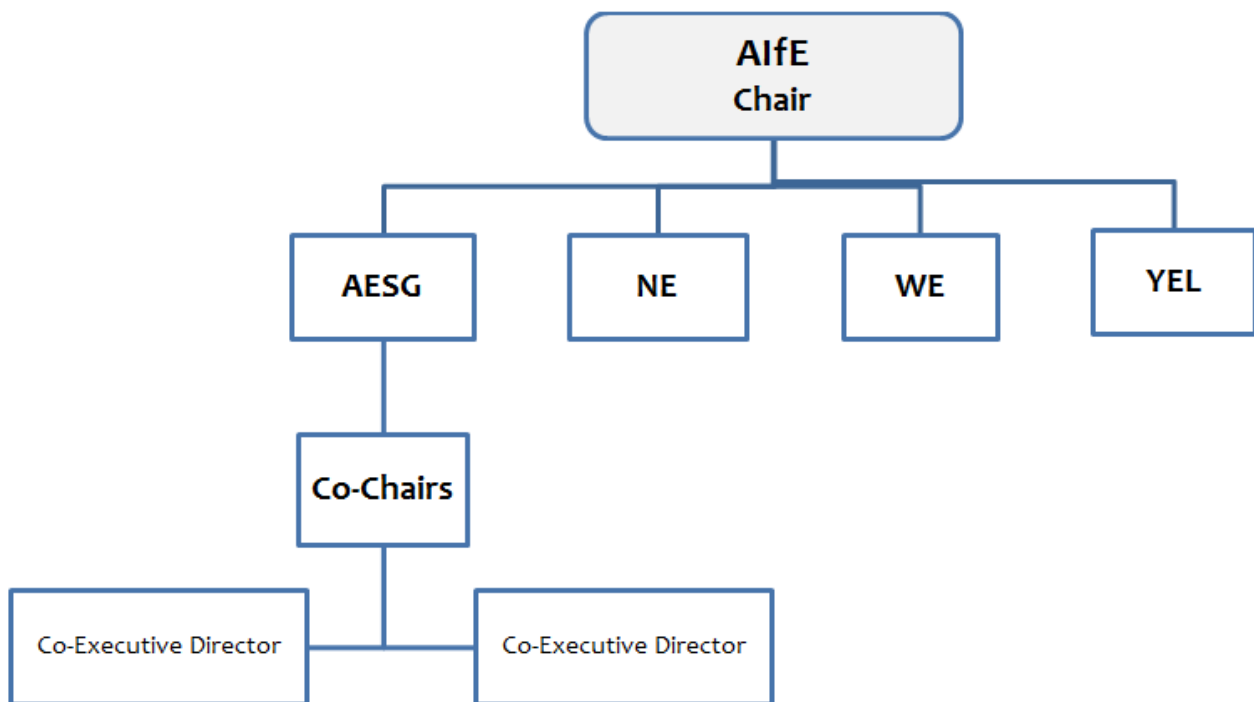 AIfE
Chair
AESG
NE
WE
YEL
Co-Chairs
Co-Executive Director
Co-Executive Director